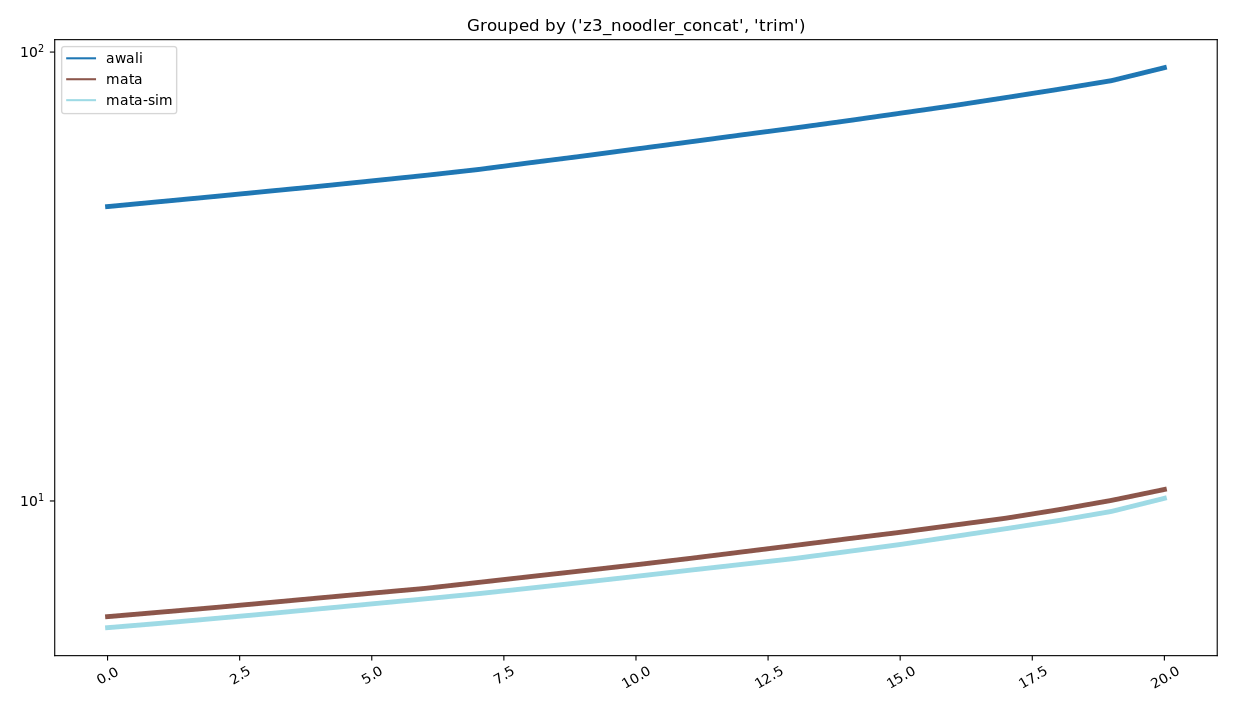 Grouped by ('z3_noodler_concat', 'trim')
10²
awali
mata
mata-sim
10¹
0.0 2.5 5.0 7.5 10.0 12.5 15.0 17.5 20.0